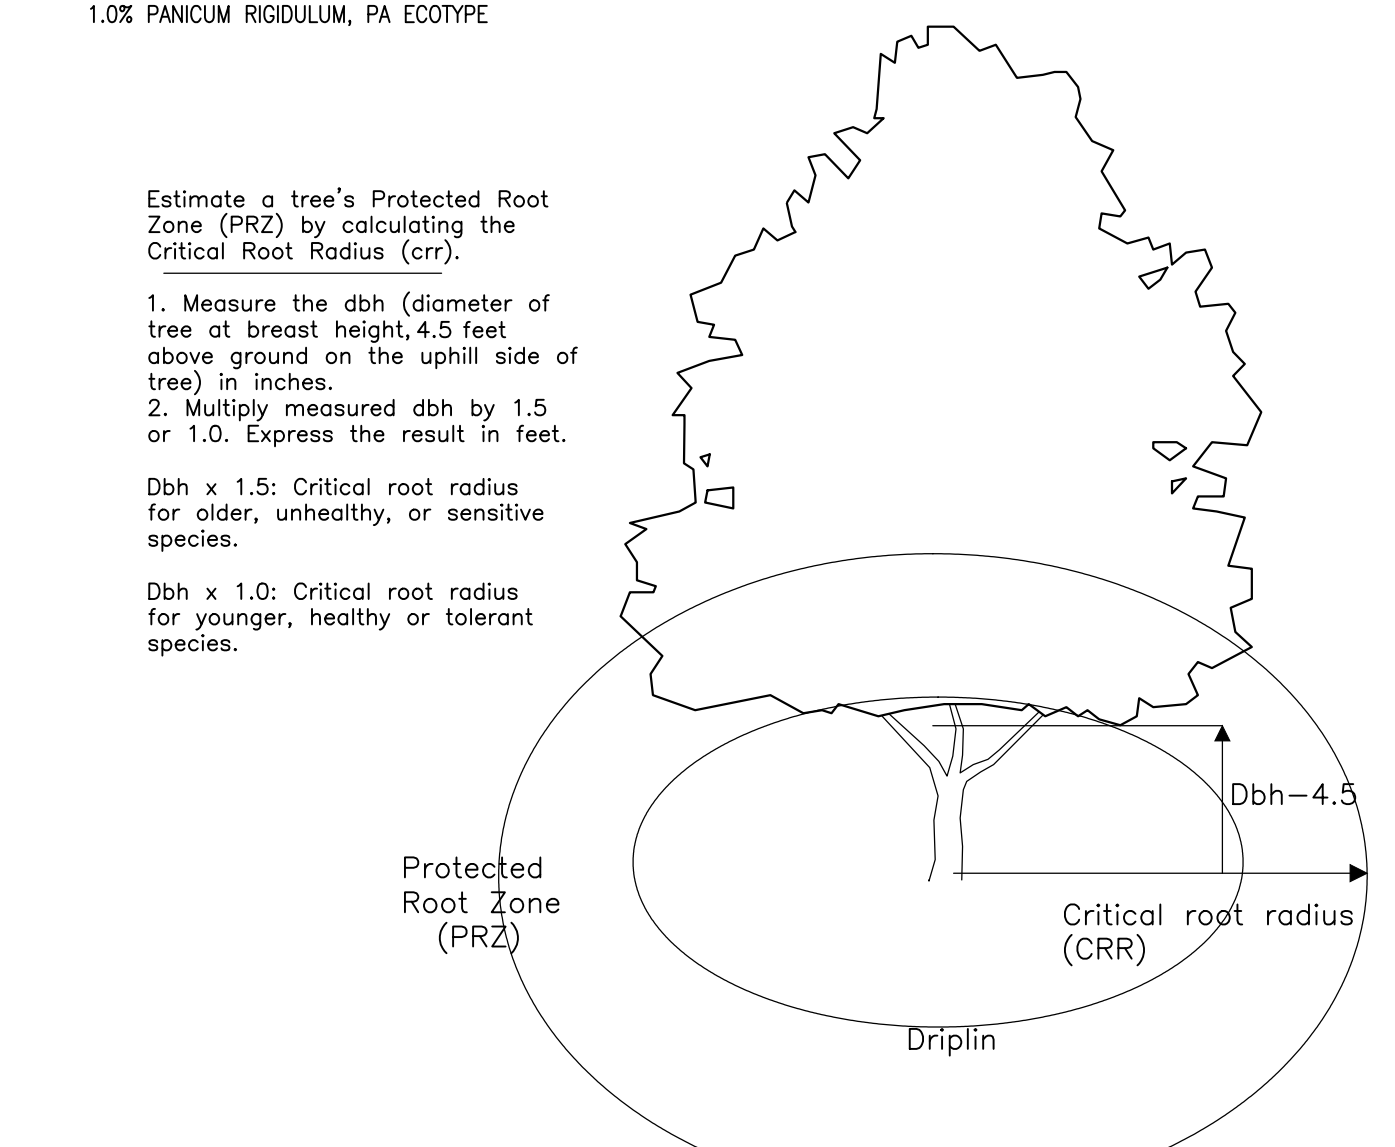 1.0% PANICUM RIGIDULUM, PA ECOTYPE
Estimate a tree's Protected Root
Zone (PRZ) by calculating the
Critical Root Radius (crr).
1. Measure the dbh (diameter of
tree at breast height, 4.5 feet
above ground on the uphill side of
tree) in inches.
2. Multiply measured dbh by 1.5
or 1.0. Express the result in feet.
Dbh x 1.5: Critical root radius
for older, unhealthy, or sensitive
species.
Dbh x 1.0: Critical root radius
for younger, healthy or tolerant
species.
Dbh-4.5
Protected
Root Zone
(PRZ)
Critical root radius
(CRR)
Driplin